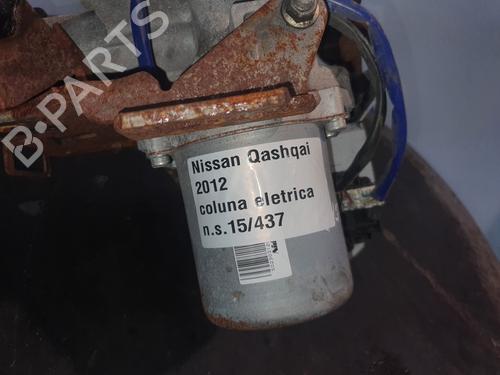 B-PARTS
Nissan Qashqai
2012
coluna eletrica
n.s.15/437